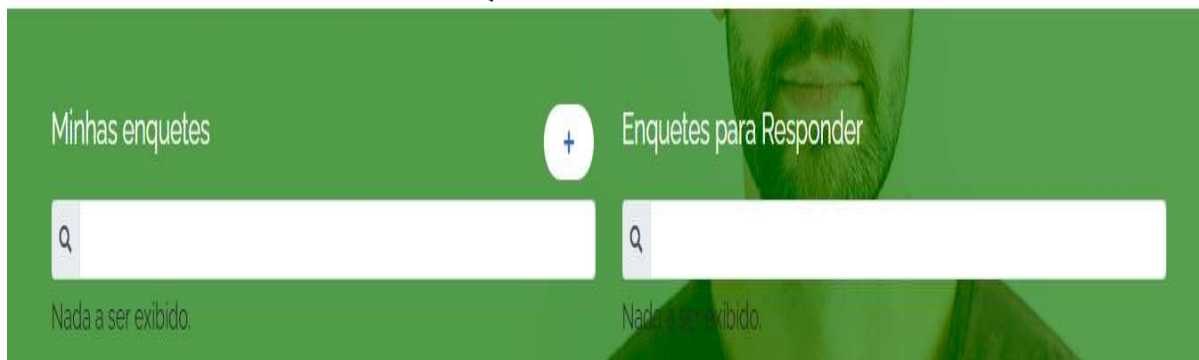 Minhas enquetes
+
Enquetes para Responder
Nada a ser exibido.
Nada a ser exibido.